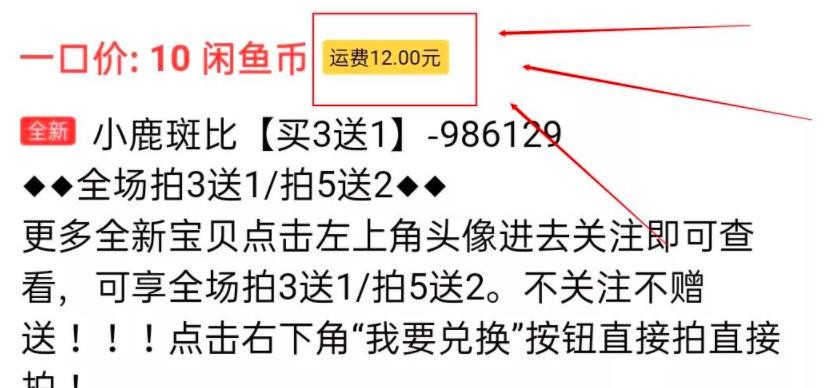 一口价: 10 闲鱼币 运费12.00元
全新 小鹿斑比【买3送1】-986129
◆◆全场拍3送1/拍5送2◆◆
更多全新宝贝点击左上角头像进去关注即可查
看，可享全场拍3送1/拍5送2。不关注不赠
送！！！点击右下角“我要兑换”按钮直接拍直接
拍！